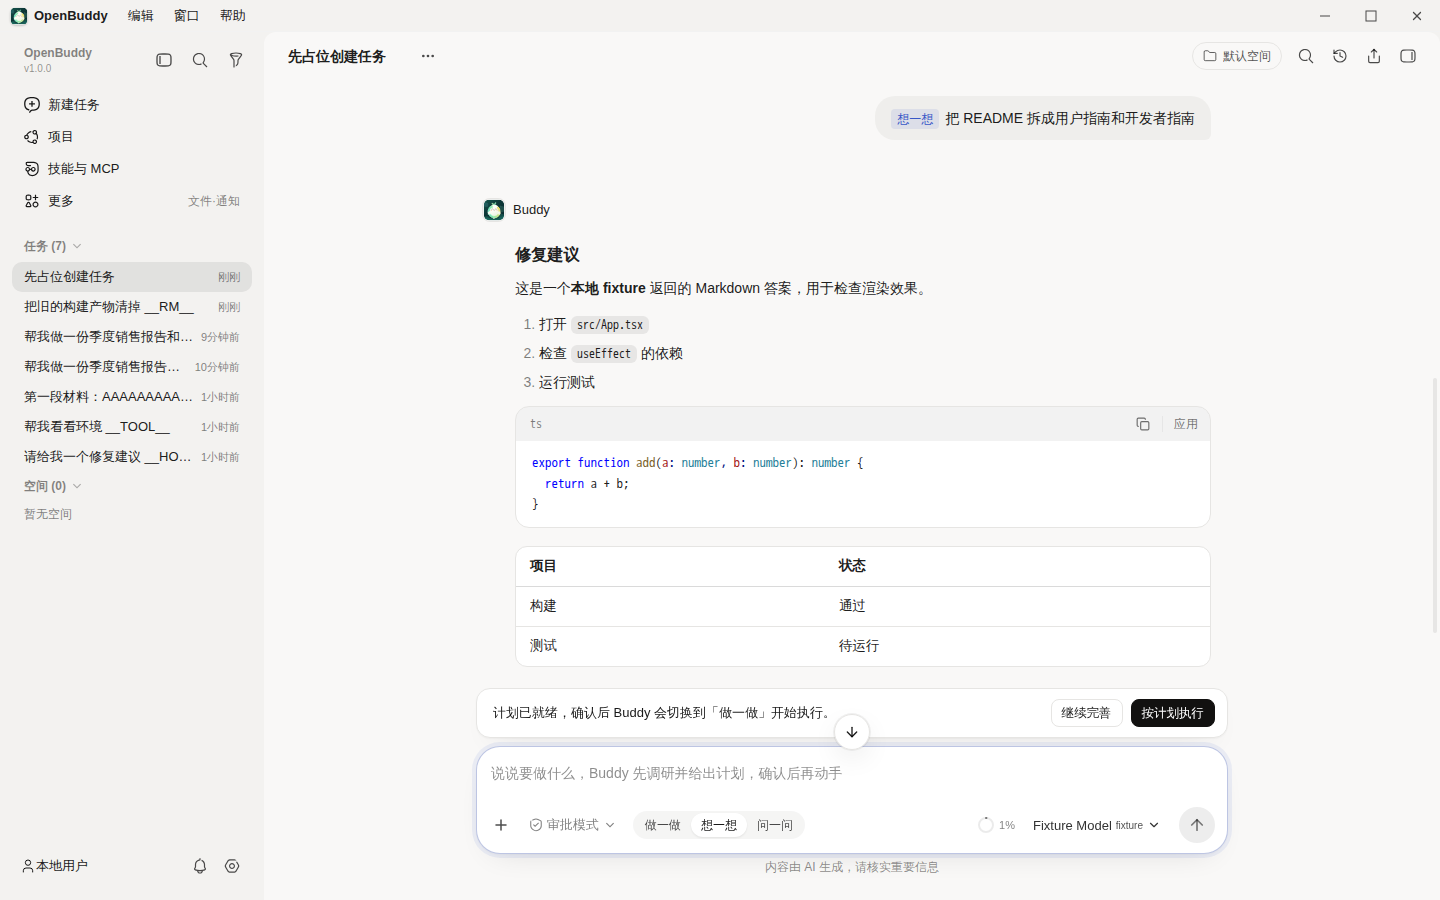 OpenBuddy 编辑 窗口 帮助
OpenBuddy
v1.0.0
新建任务
项目
技能与 MCP
更多 文件·通知
任务 (7)
先占位创建任务 刚刚
把旧的构建产物清掉 __RM__ 刚刚
帮我做一份季度销售报告和… 9分钟前
帮我做一份季度销售报告… 10分钟前
第一段材料：AAAAAAAAA… 1小时前
帮我看看环境 __TOOL__ 1小时前
请给我一个修复建议 __HO… 1小时前
空间 (0)
暂无空间
本地用户
先占位创建任务 默认空间
想一想 把 README 拆成用户指南和开发者指南
Buddy
修复建议
这是一个本地 fixture 返回的 Markdown 答案，用于检查渲染效果。
1. 打开 src/App.tsx
2. 检查 useEffect 的依赖
3. 运行测试
ts 应用
export function add(a: number, b: number): number {
  return a + b;
}
项目 状态
构建 通过
测试 待运行
计划已就绪，确认后 Buddy 会切换到「做一做」开始执行。 继续完善 按计划执行
说说要做什么，Buddy 先调研并给出计划，确认后再动手
审批模式 做一做 想一想 问一问 1% Fixture Model fixture
内容由 AI 生成，请核实重要信息